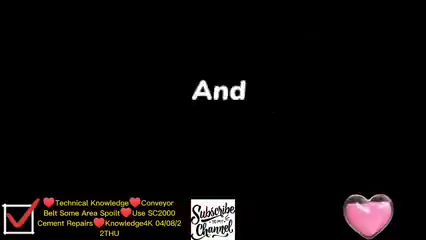 And
♥️Technical Knowledge♥️Conveyor
Belt Some Area Spoilt♥️Use SC2000
Cement Repairs♥️Knowledge4K 04/08/2
2THU
Subscribe
Channel